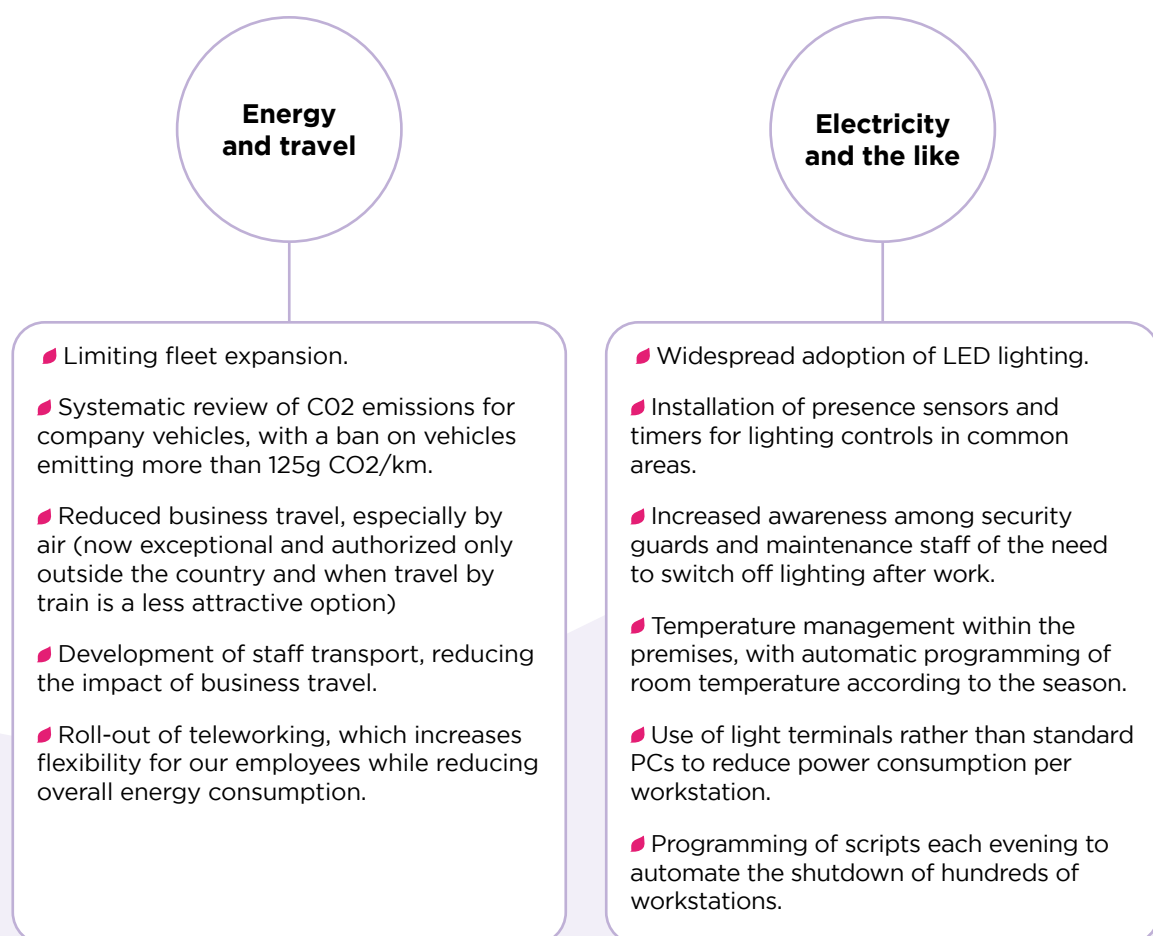 Energy
and travel
Limiting fleet expansion.
Systematic review of C02 emissions for
company vehicles, with a ban on vehicles
emitting more than 125g CO2/km.
Reduced business travel, especially by
air (now exceptional and authorized only
outside the country and when travel by
train is a less attractive option)
Development of staff transport, reducing
the impact of business travel.
Roll-out of teleworking, which increases
flexibility for our employees while reducing
overall energy consumption.
Electricity
and the like
Widespread adoption of LED lighting.
Installation of presence sensors and
timers for lighting controls in common
areas.
Increased awareness among security
guards and maintenance staff of the need
to switch off lighting after work.
Temperature management within the
premises, with automatic programming of
room temperature according to the season.
Use of light terminals rather than standard
PCs to reduce power consumption per
workstation.
Programming of scripts each evening to
automate the shutdown of hundreds of
workstations.